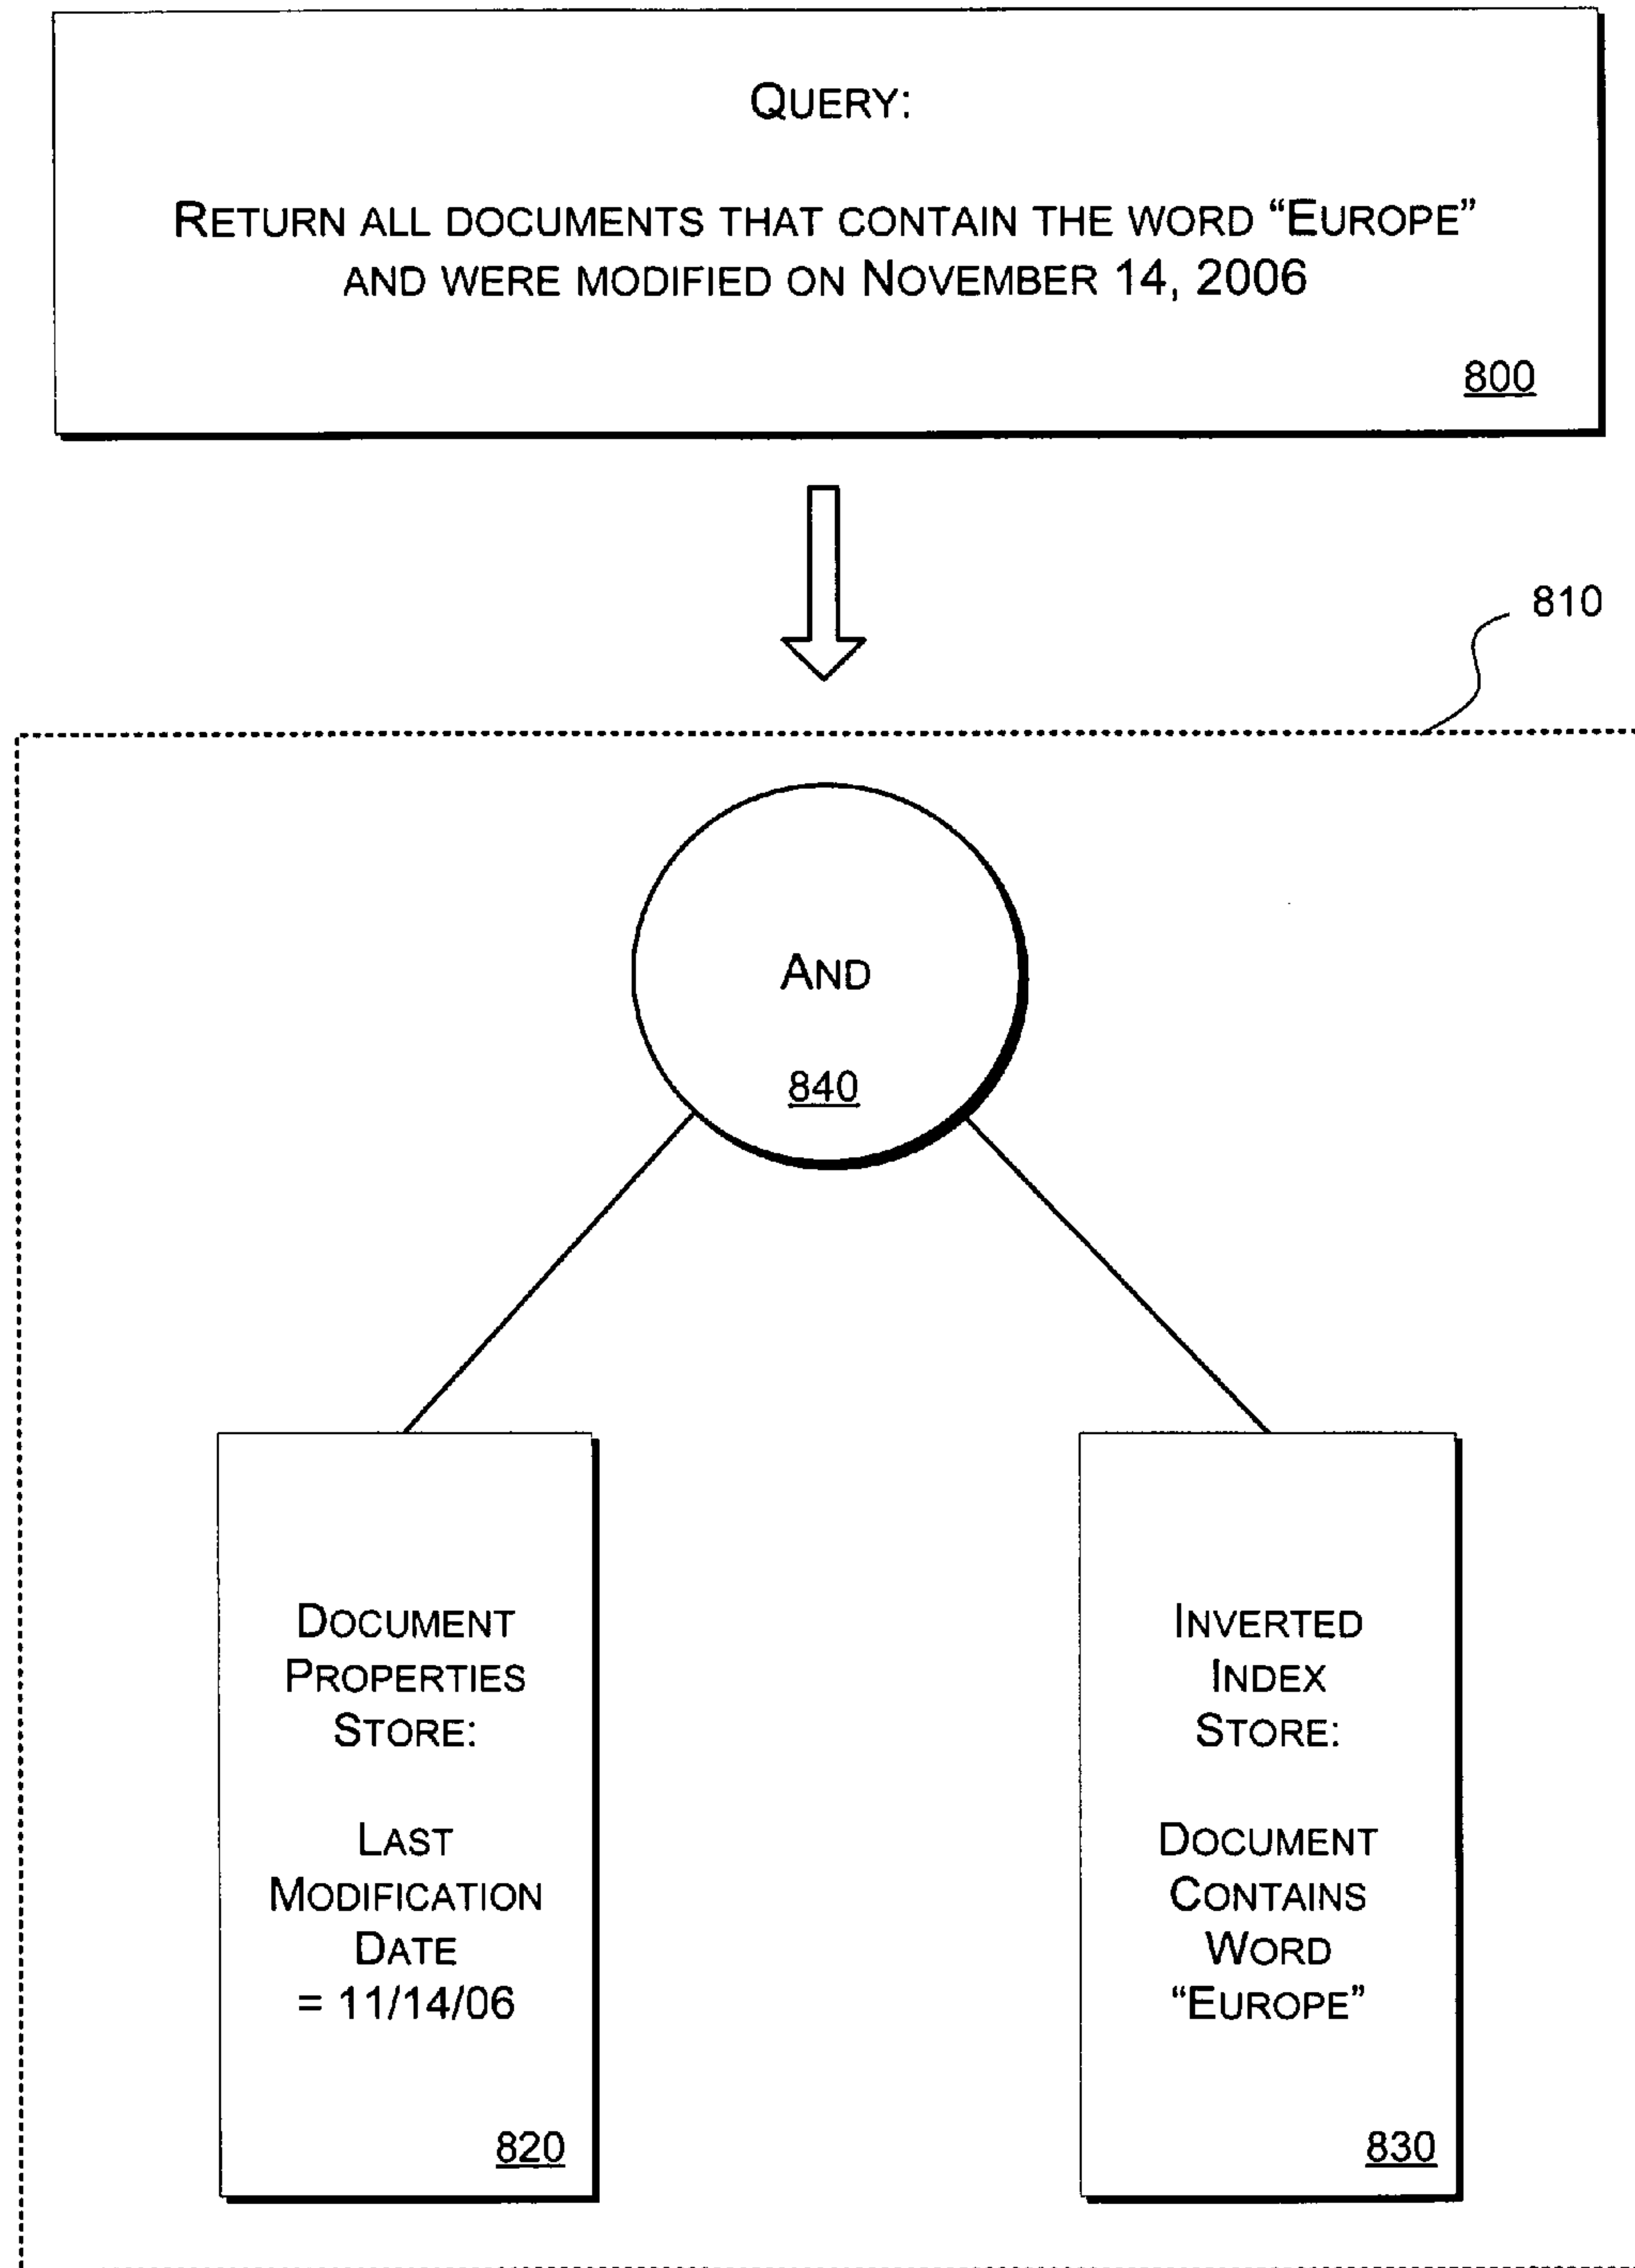 QUERY:
RETURN ALL DOCUMENTS THAT CONTAIN THE WORD “EUROPE”
AND WERE MODIFIED ON NOVEMBER 14, 2006
800
810
AND
840
DOCUMENT
PROPERTIES
STORE:
LAST
MODIFICATION
DATE
= 11/14/06
820
INVERTED
INDEX
STORE:
DOCUMENT
CONTAINS
WORD
“EUROPE”
830